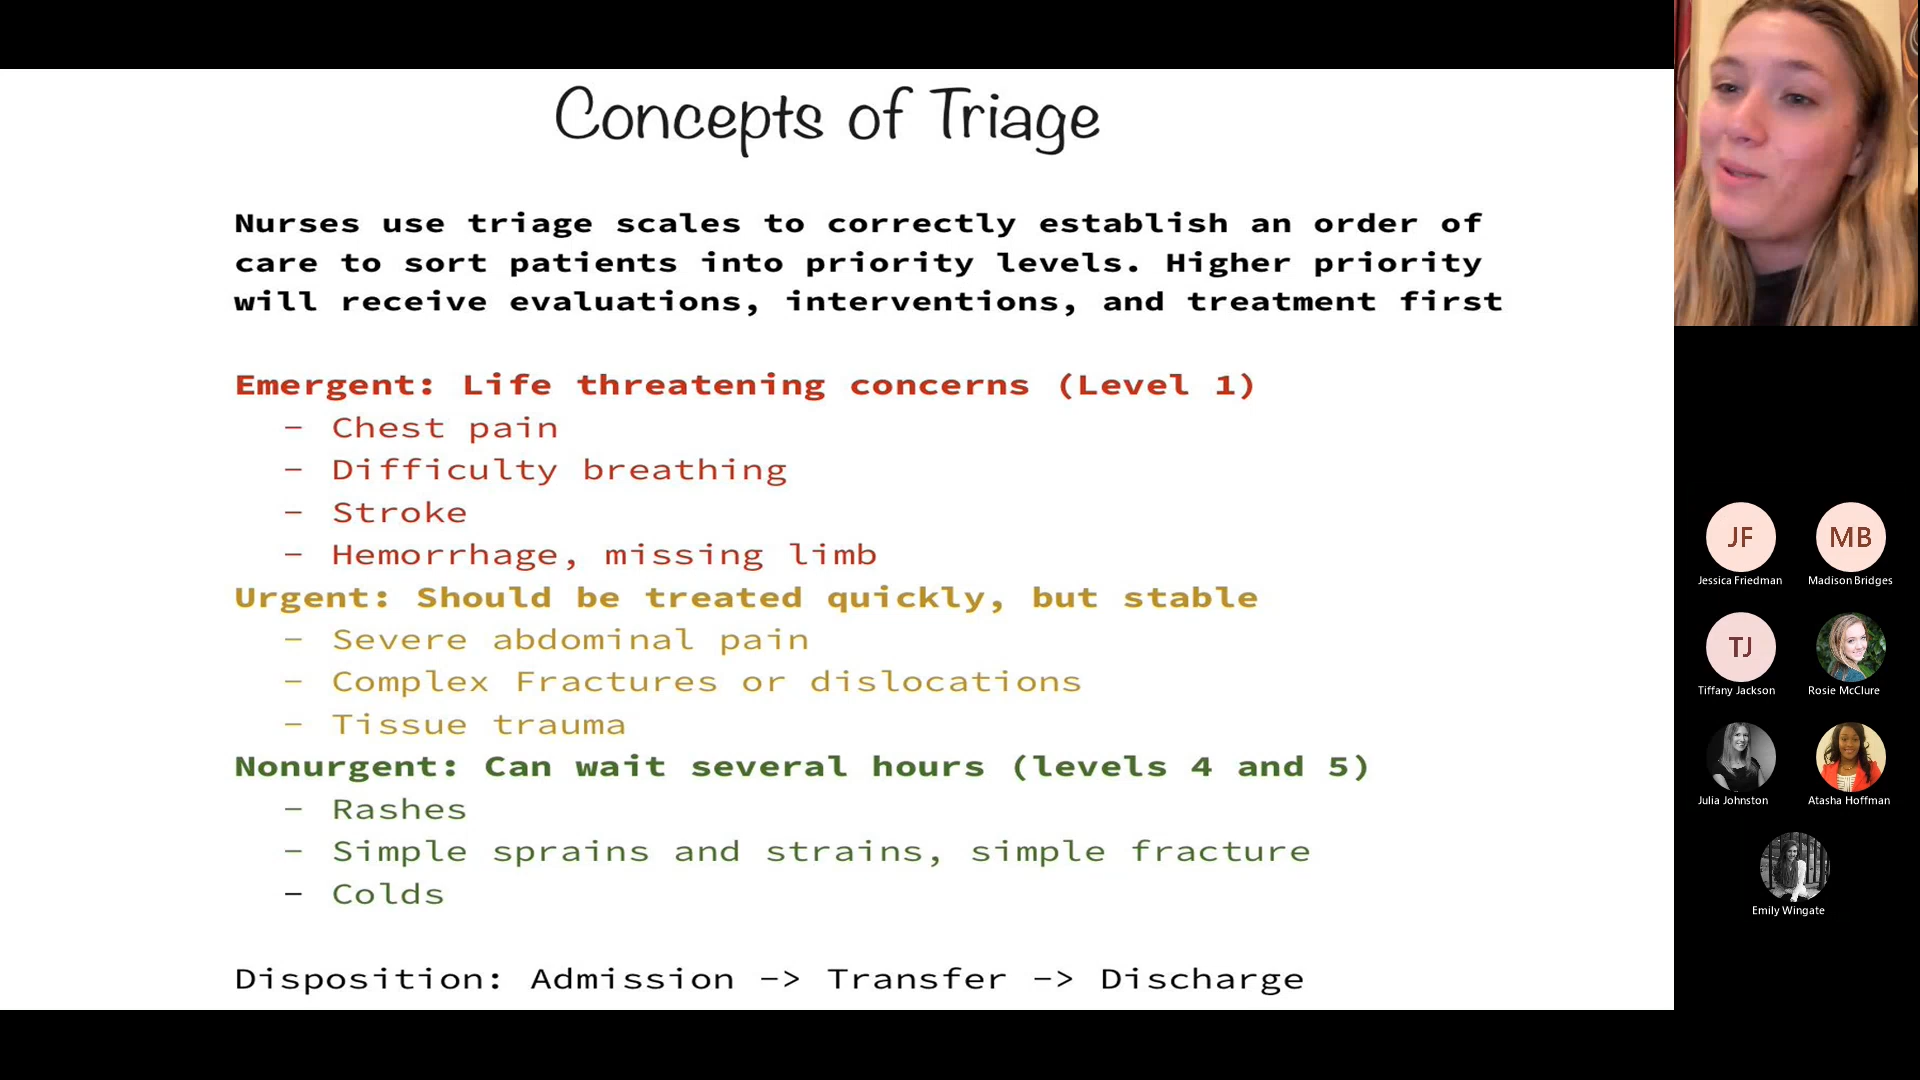 Concepts of Triage
Nurses use triage scales to correctly establish an order of
care to sort patients into priority levels. Higher priority
will receive evaluations, interventions, and treatment first
Emergent: Life threatening concerns (Level 1)
- Chest pain
- Difficulty breathing
- Stroke
- Hemorrhage, missing limb
Urgent: Should be treated quickly, but stable
- Severe abdominal pain
- Complex Fractures or dislocations
- Tissue trauma
Nonurgent: Can wait several hours (levels 4 and 5)
- Rashes
- Simple sprains and strains, simple fracture
- Colds
Disposition: Admission -> Transfer -> Discharge
JF
MB
Jessica Friedman
Madison Bridges
TJ
Tiffany Jackson
Rosie McClure
Julia Johnston
Atasha Hoffman
Emily Wingate